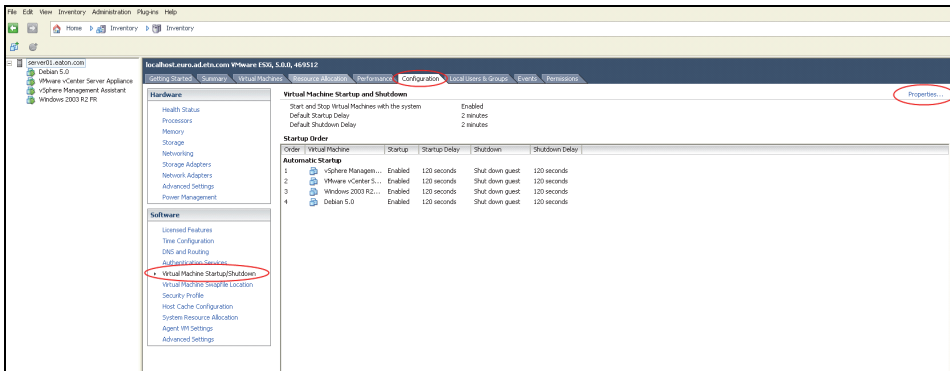 File Edit View Inventory Administration Plug-ins Help
Home Inventory Inventory
server01.eaton.com
Debian 5.0
VMware vCenter Server Appliance
vSphere Management Assistant
Windows 2003 R2 FR
localhost.euro.ad.etn.com VMware ESXi, 5.0.0, 469512
Getting Started Summary Virtual Machines Resource Allocation Performance Configuration Local Users & Groups Events Permissions
Hardware
Health Status
Processors
Memory
Storage
Networking
Storage Adapters
Network Adapters
Advanced Settings
Power Management
Software
Licensed Features
Time Configuration
DNS and Routing
Authentication Services
Virtual Machine Startup/Shutdown
Virtual Machine Swapfile Location
Security Profile
Host Cache Configuration
System Resource Allocation
Agent VM Settings
Advanced Settings
Virtual Machine Startup and Shutdown
Properties...
Start and Stop Virtual Machines with the system Enabled
Default Startup Delay 2 minutes
Default Shutdown Delay 2 minutes
Startup Order
Order Virtual Machine Startup Startup Delay Shutdown Shutdown Delay
Automatic Startup
1 vSphere Managem... Enabled 120 seconds Shut down guest 120 seconds
2 VMware vCenter S... Enabled 120 seconds Shut down guest 120 seconds
3 Windows 2003 R2... Enabled 120 seconds Shut down guest 120 seconds
4 Debian 5.0 Enabled 120 seconds Shut down guest 120 seconds